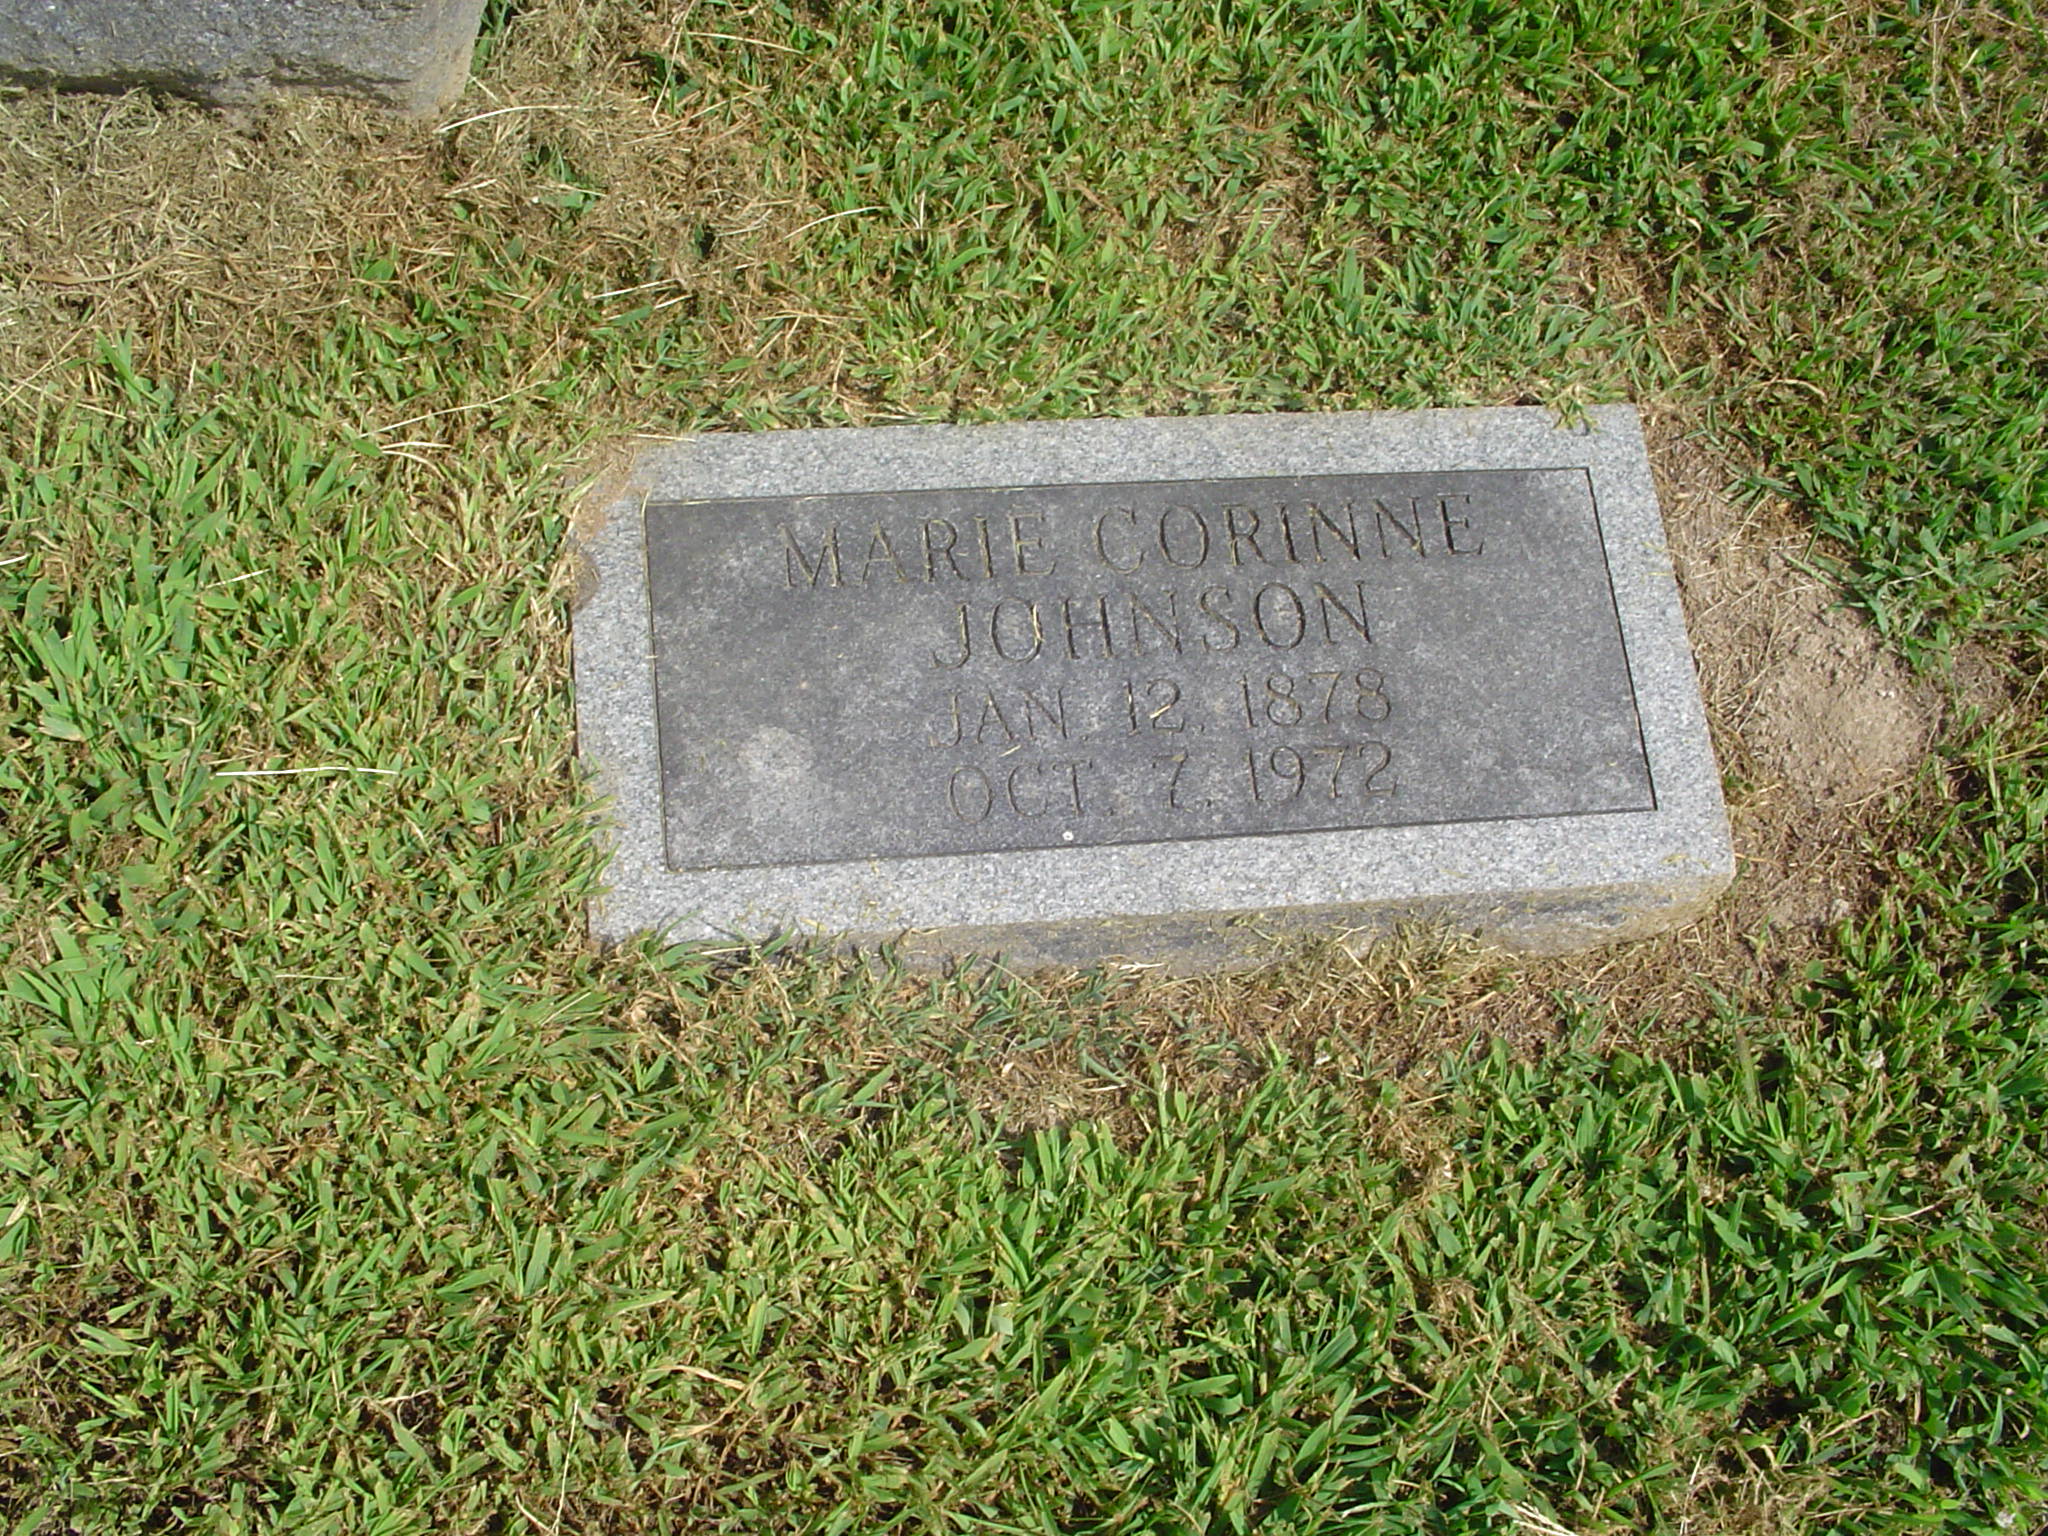 MARIE CORINNE
JOHNSON
JAN. 12, 1878
OCT. 7, 1972